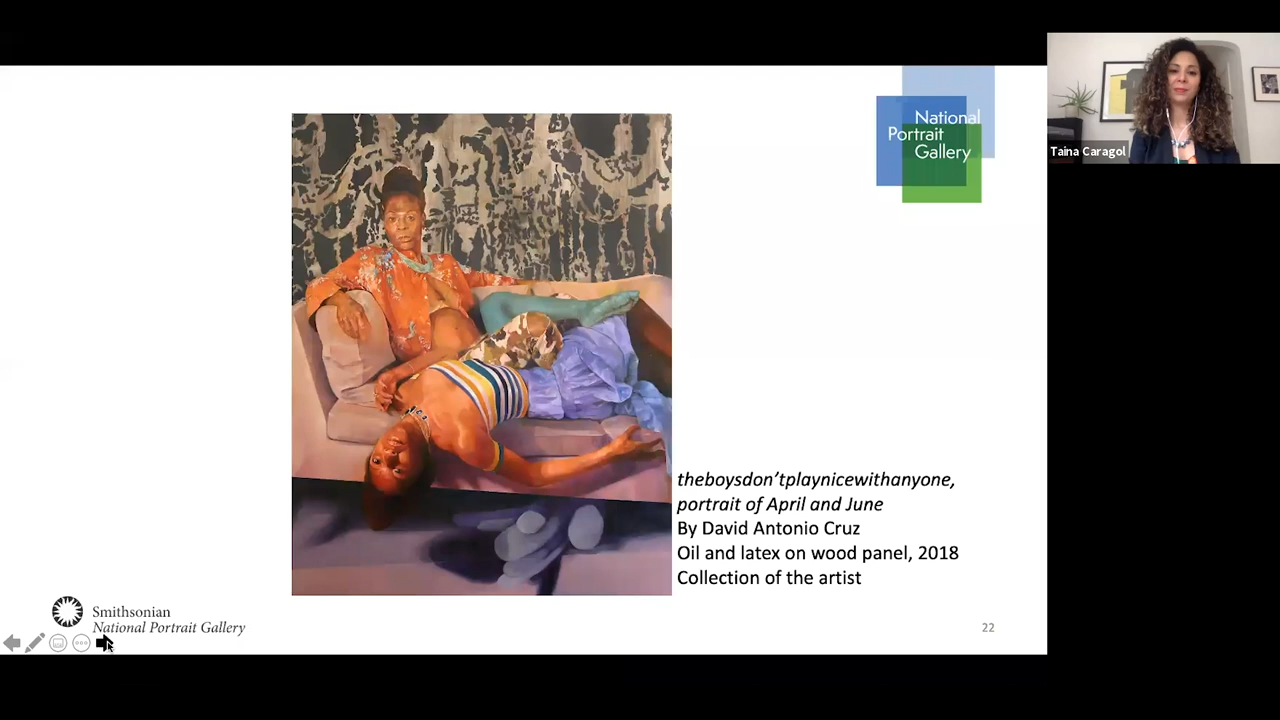 National
Portrait
Gallery
Taína Caragol
theboysdon’tplaynicewithanyone,
portrait of April and June
By David Antonio Cruz
Oil and latex on wood panel, 2018
Collection of the artist
Smithsonian
National Portrait Gallery
22